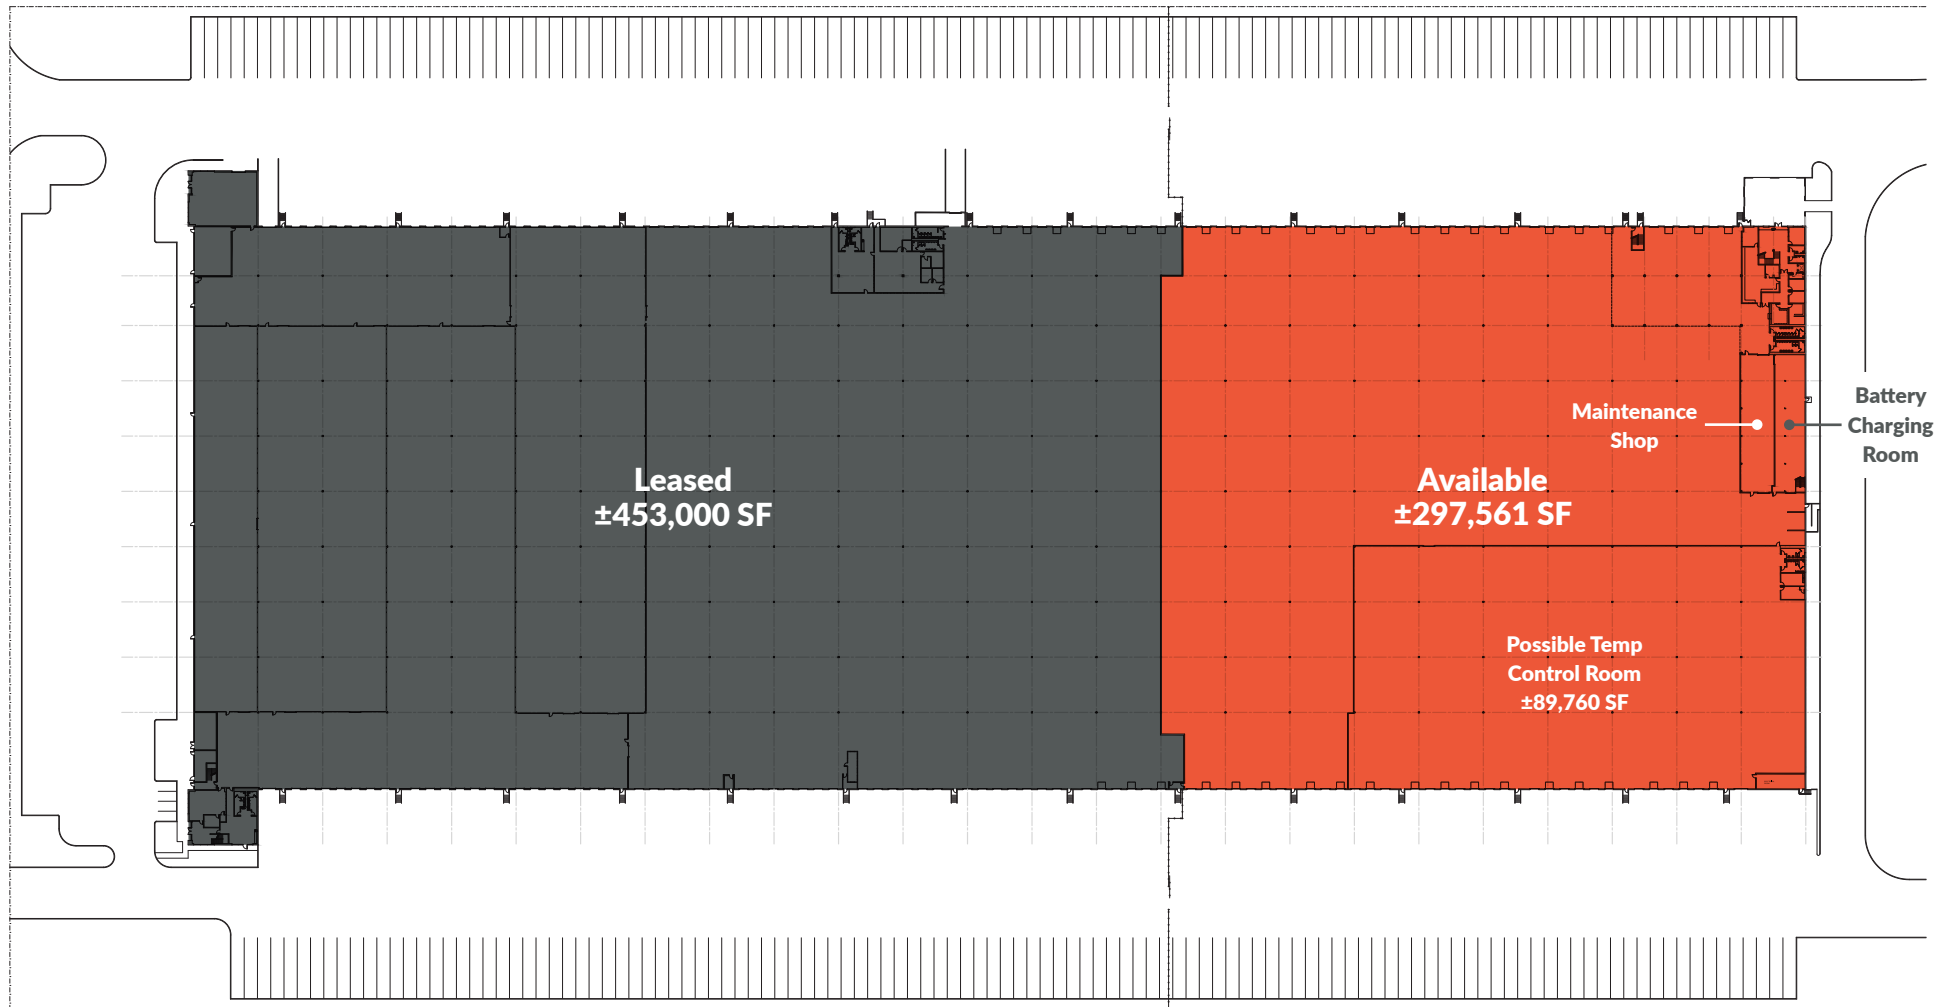 Leased
±453,000 SF
Available
±297,561 SF
Maintenance
Shop
Battery
Charging
Room
Possible Temp
Control Room
±89,760 SF